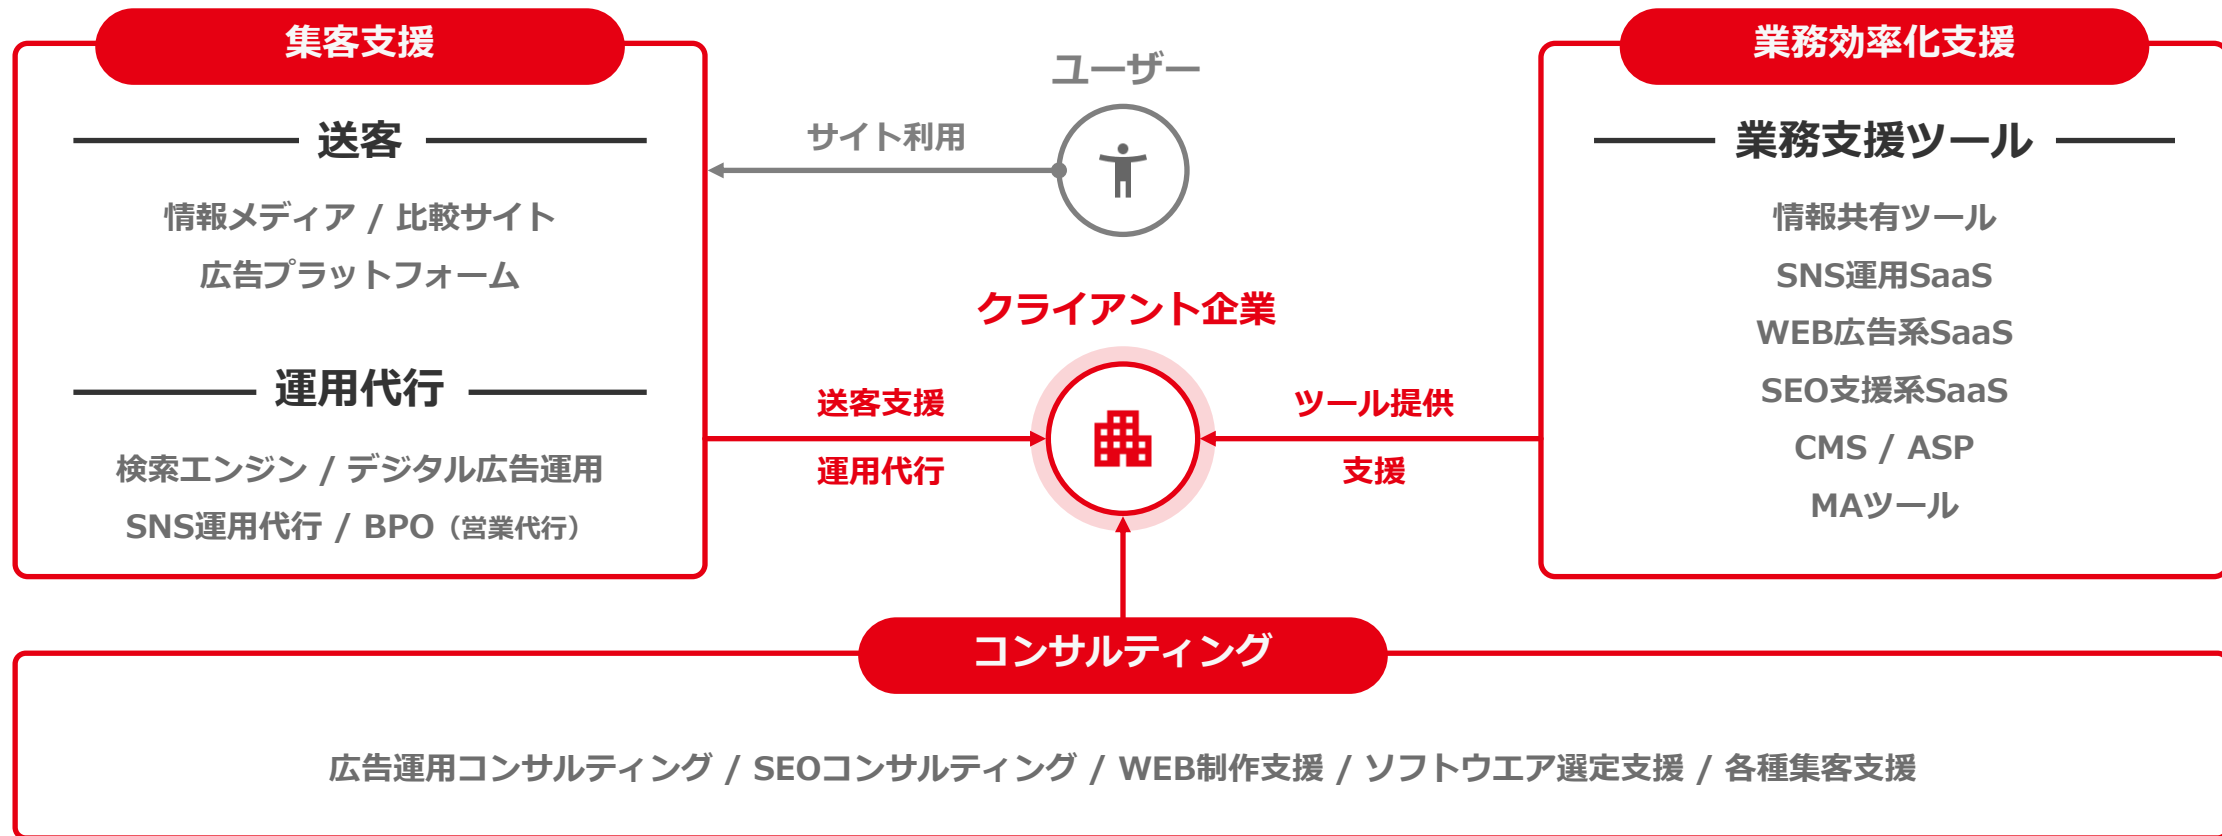 集客支援
送客
情報メディア / 比較サイト
広告プラットフォーム
運用代行
検索エンジン / デジタル広告運用
SNS運用代行 / BPO（営業代行）
ユーザー
サイト利用
クライアント企業
送客支援
運用代行
ツール提供
支援
業務効率化支援
業務支援ツール
情報共有ツール
SNS運用SaaS
WEB広告系SaaS
SEO支援系SaaS
CMS / ASP
MAツール
コンサルティング
広告運用コンサルティング / SEOコンサルティング / WEB制作支援 / ソフトウエア選定支援 / 各種集客支援